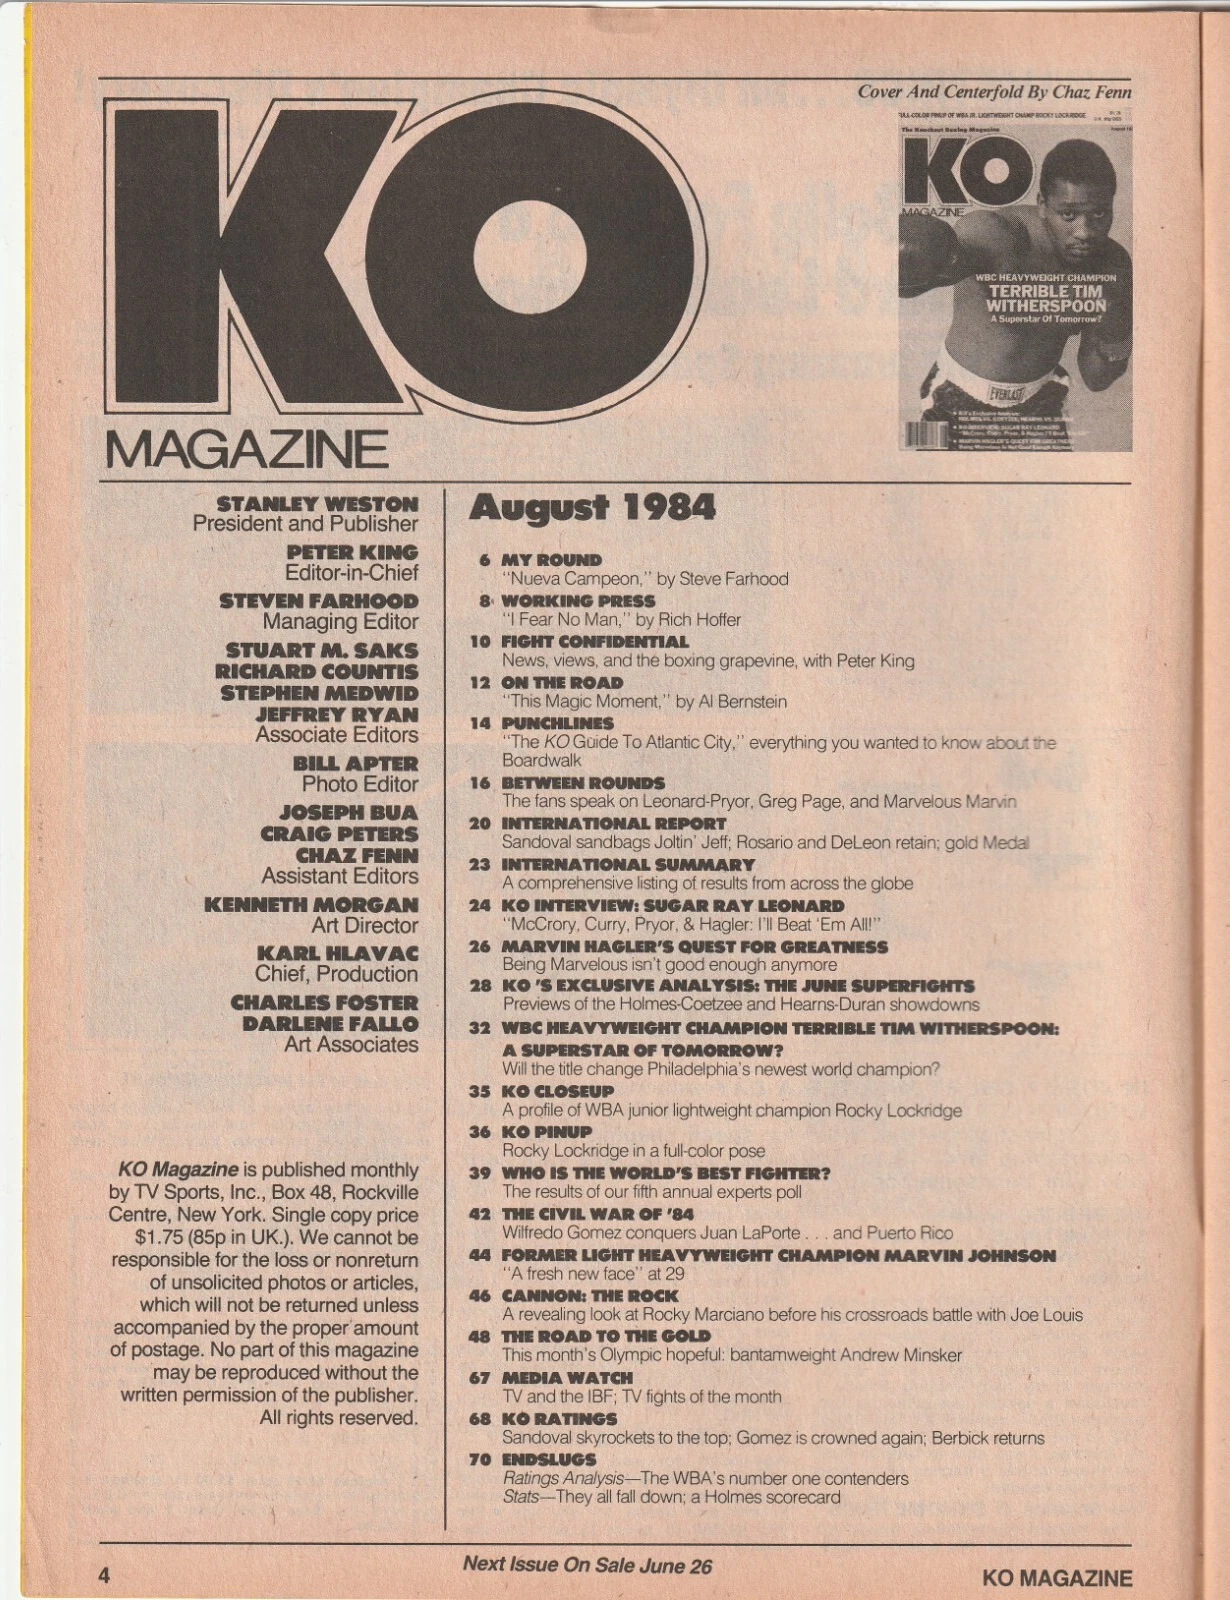 Cover And Centerfold By Chaz Fenn
KO
MAGAZINE
FULL-COLOR PINUP OF WBA JR. LIGHTWEIGHT CHAMP ROCKY LOCKRIDGE
The Knockout Boxing Magazine
KO
MAGAZINE
WBC HEAVYWEIGHT CHAMPION
TERRIBLE TIM
WITHERSPOON
A Superstar Of Tomorrow?
EVERLAST
STANLEY WESTON
President and Publisher
PETER KING
Editor-in-Chief
STEVEN FARHOOD
Managing Editor
STUART M. SAKS
RICHARD COUNTIS
STEPHEN MEDWID
JEFFREY RYAN
Associate Editors
BILL APTER
Photo Editor
JOSEPH BUA
CRAIG PETERS
CHAZ FENN
Assistant Editors
KENNETH MORGAN
Art Director
KARL HLAVAC
Chief, Production
CHARLES FOSTER
DARLENE FALLO
Art Associates
KO Magazine is published monthly
by TV Sports, Inc., Box 48, Rockville
Centre, New York. Single copy price
$1.75 (85p in UK.). We cannot be
responsible for the loss or nonreturn
of unsolicited photos or articles,
which will not be returned unless
accompanied by the proper amount
of postage. No part of this magazine
may be reproduced without the
written permission of the publisher.
All rights reserved.
August 1984
6 MY ROUND
"Nueva Campeon," by Steve Farhood
8 WORKING PRESS
"I Fear No Man," by Rich Hoffer
10 FIGHT CONFIDENTIAL
News, views, and the boxing grapevine, with Peter King
12 ON THE ROAD
"This Magic Moment," by Al Bernstein
14 PUNCHLINES
"The KO Guide To Atlantic City," everything you wanted to know about the
Boardwalk
16 BETWEEN ROUNDS
The fans speak on Leonard-Pryor, Greg Page, and Marvelous Marvin
20 INTERNATIONAL REPORT
Sandoval sandbags Joltin' Jeff; Rosario and DeLeon retain; gold Medal
23 INTERNATIONAL SUMMARY
A comprehensive listing of results from across the globe
24 KO INTERVIEW: SUGAR RAY LEONARD
"McCrory, Curry, Pryor, & Hagler: I'll Beat 'Em All!"
26 MARVIN HAGLER'S QUEST FOR GREATNESS
Being Marvelous isn't good enough anymore
28 KO 'S EXCLUSIVE ANALYSIS: THE JUNE SUPERFIGHTS
Previews of the Holmes-Coetzee and Hearns-Duran showdowns
32 WBC HEAVYWEIGHT CHAMPION TERRIBLE TIM WITHERSPOON:
A SUPERSTAR OF TOMORROW?
Will the title change Philadelphia's newest world champion?
35 KO CLOSEUP
A profile of WBA junior lightweight champion Rocky Lockridge
36 KO PINUP
Rocky Lockridge in a full-color pose
39 WHO IS THE WORLD'S BEST FIGHTER?
The results of our fifth annual experts poll
42 THE CIVIL WAR OF '84
Wilfredo Gomez conquers Juan LaPorte . . . and Puerto Rico
44 FORMER LIGHT HEAVYWEIGHT CHAMPION MARVIN JOHNSON
"A fresh new face" at 29
46 CANNON: THE ROCK
A revealing look at Rocky Marciano before his crossroads battle with Joe Louis
48 THE ROAD TO THE GOLD
This month's Olympic hopeful: bantamweight Andrew Minsker
67 MEDIA WATCH
TV and the IBF; TV fights of the month
68 KO RATINGS
Sandoval skyrockets to the top; Gomez is crowned again; Berbick returns
70 ENDSLUGS
Ratings Analysis—The WBA's number one contenders
Stats—They all fall down; a Holmes scorecard
4
Next Issue On Sale June 26
KO MAGAZINE